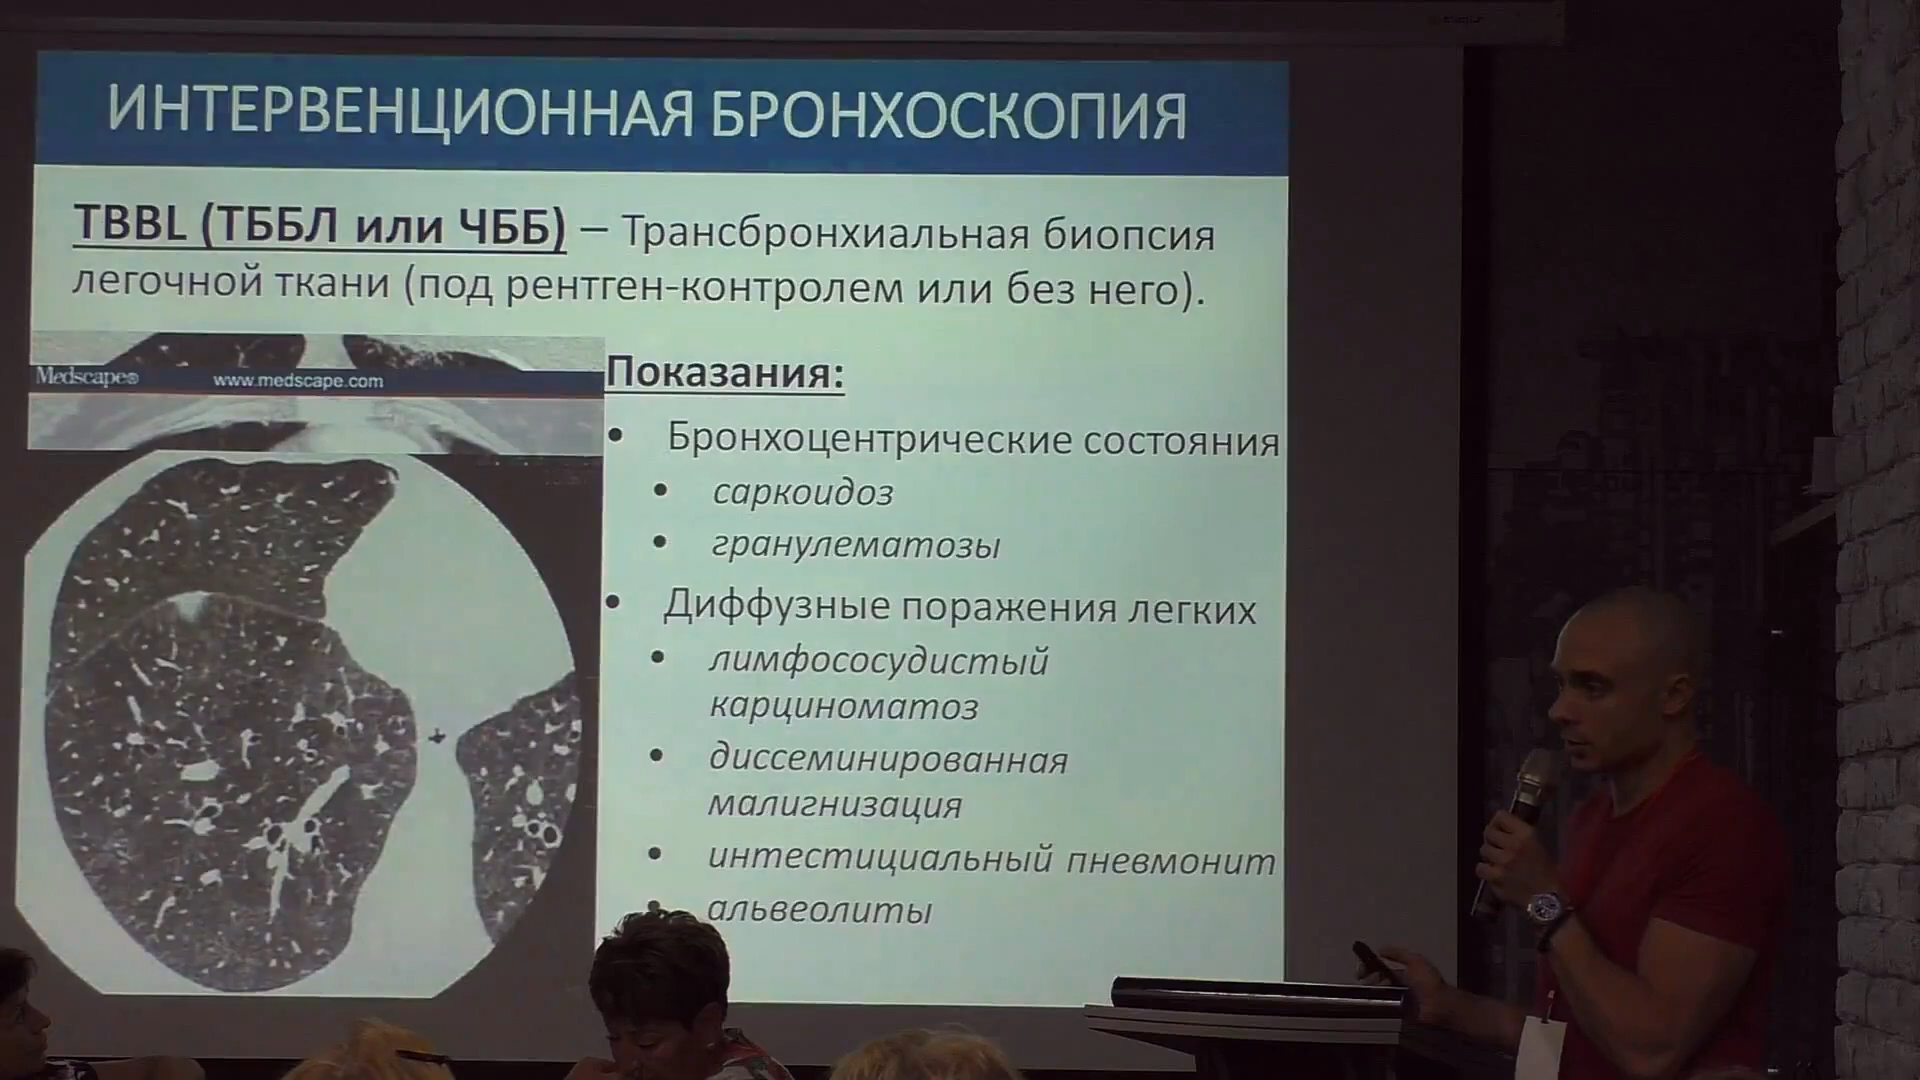 ИНТЕРВЕНЦИОННАЯ БРОНХОСКОПИЯ
TBBL (ТББЛ или ЧББ) – Трансбронхиальная биопсия
легочной ткани (под рентген-контролем или без него).
Medscape® www.medscape.com
Показания:
• Бронхоцентрические состояния
• саркоидоз
• гранулематозы
• Диффузные поражения легких
• лимфососудистый
карциноматоз
• диссеминированная
малигнизация
• интестициальный пневмонит
• альвеолиты